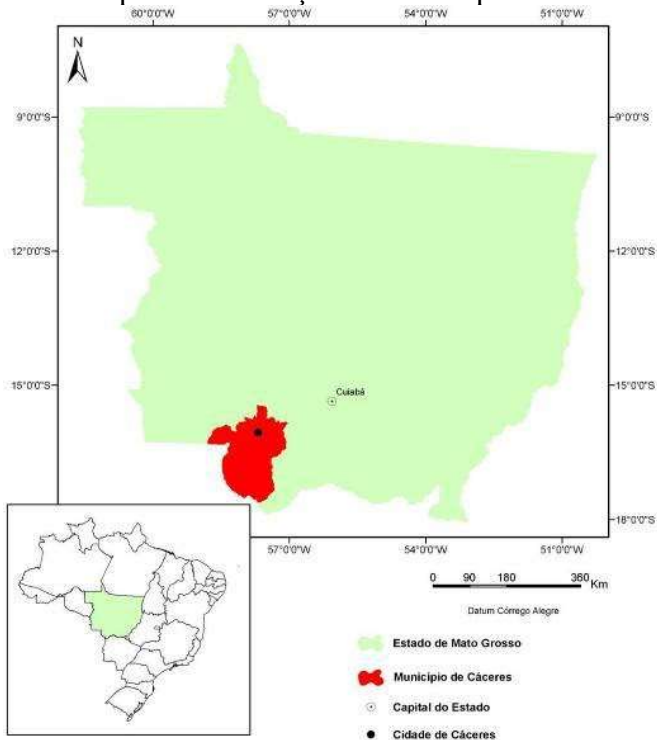 60°0'0"W 57°0'0"W 54°0'0"W 51°0'0"W
N
9°0'0"S 9°0'0"S
12°0'0"S 12°0'0"S
15°0'0"S 15°0'0"S
Cuiabá
18°0'0"S
57°0'0"W 54°0'0"W 51°0'0"W
0 90 180 360 Km
Datum Córrego Alegre
Estado de Mato Grosso
Município de Cáceres
Capital do Estado
Cidade de Cáceres